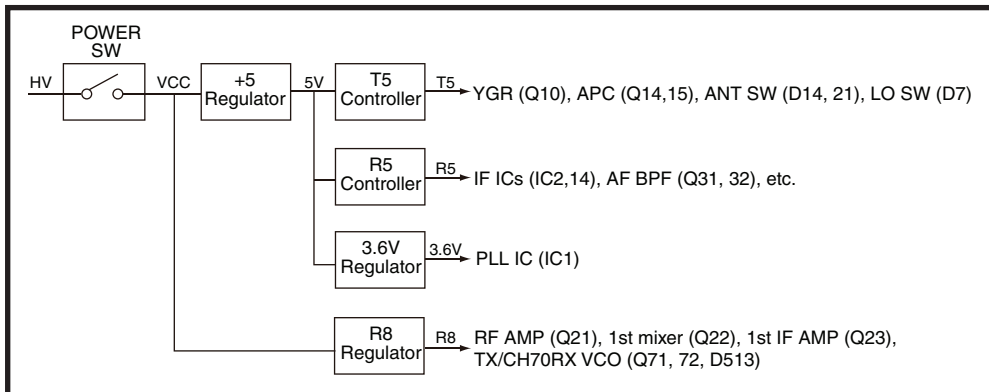 POWER
SW
HV
VCC
+5
Regulator
5V
T5
Controller
T5
YGR (Q10), APC (Q14,15), ANT SW (D14, 21), LO SW (D7)
R5
Controller
R5
IF ICs (IC2,14), AF BPF (Q31, 32), etc.
3.6V
Regulator
3.6V
PLL IC (IC1)
R8
Regulator
R8
RF AMP (Q21), 1st mixer (Q22), 1st IF AMP (Q23),
TX/CH70RX VCO (Q71, 72, D513)